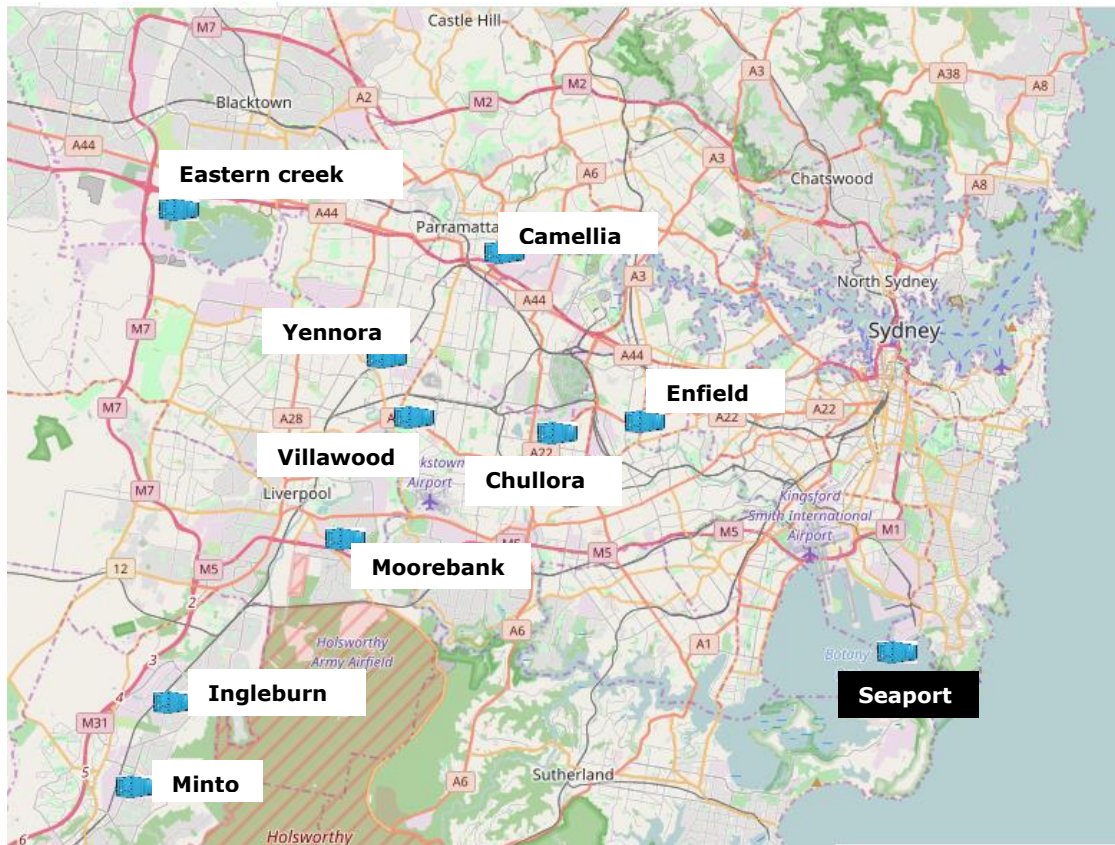 Castle Hill
M7
A3
M2
A38
A8
M2
A2
Blacktown
A44
A3
Eastern creek
A6
Chatswood
A8
A44
Parramatta
Camellia
A3
North Sydney
A44
M7
Yennora
Sydney
A44
Enfield
M7
A28
A22
A22
A22
Villawood
Airport
Chullora
M7
Liverpool
Kingsford
Smith International
Airport
M5
M5
M1
12
M5
Moorebank
2
A6
A1
Holsworthy
Army Airfield
3
Botany
Ingleburn
4
Seaport
M31
5
Sutherland
A6
Minto
6
Holsworthy